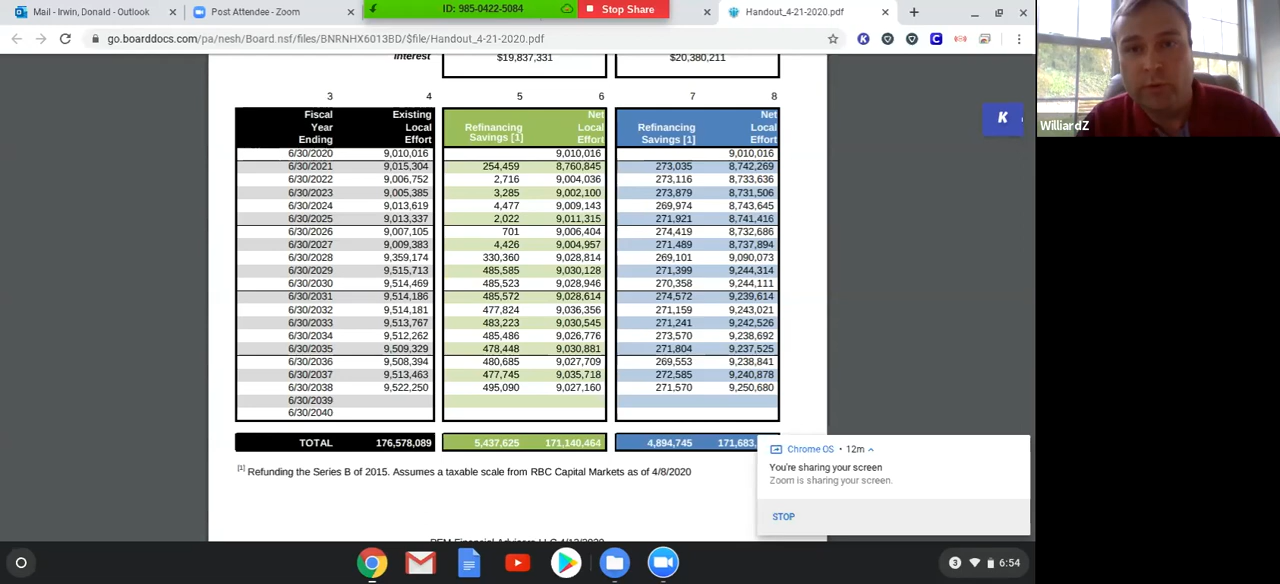 Mail - Irwin, Donald - Outlook
Post Attendee - Zoom
ID: 985-0422-5084
Stop Share
Handout_4-21-2020.pdf
go.boarddocs.com/pa/nesh/Board.nsf/files/BNRNHX6013BD/$file/Handout_4-21-2020.pdf
WilliardZ
K
Interest $19,837,331 $20,380,211
3 4 5 6 7 8
Fiscal Existing Net Net
Year Local Refinancing Local Refinancing Local
Ending Effort Savings [1] Effort Savings [1] Effort
6/30/2020 9,010,016 9,010,016 9,010,016
6/30/2021 9,015,304 254,459 8,760,845 273,035 8,742,269
6/30/2022 9,006,752 2,716 9,004,036 273,116 8,733,636
6/30/2023 9,005,385 3,285 9,002,100 273,879 8,731,506
6/30/2024 9,013,619 4,477 9,009,143 269,974 8,743,645
6/30/2025 9,013,337 2,022 9,011,315 271,921 8,741,416
6/30/2026 9,007,105 701 9,006,404 274,419 8,732,686
6/30/2027 9,009,383 4,426 9,004,957 271,489 8,737,894
6/30/2028 9,359,174 330,360 9,028,814 269,101 9,090,073
6/30/2029 9,515,713 485,585 9,030,128 271,399 9,244,314
6/30/2030 9,514,469 485,523 9,028,946 270,358 9,244,111
6/30/2031 9,514,186 485,572 9,028,614 274,572 9,239,614
6/30/2032 9,514,181 477,824 9,036,356 271,159 9,243,021
6/30/2033 9,513,767 483,223 9,030,545 271,241 9,242,526
6/30/2034 9,512,262 485,486 9,026,776 273,570 9,238,692
6/30/2035 9,509,329 478,448 9,030,881 271,804 9,237,525
6/30/2036 9,508,394 480,685 9,027,709 269,553 9,238,841
6/30/2037 9,513,463 477,745 9,035,718 272,585 9,240,878
6/30/2038 9,522,250 495,090 9,027,160 271,570 9,250,680
6/30/2039
6/30/2040
TOTAL 176,578,089 5,437,625 171,140,464 4,894,745 171,683,
[1] Refunding the Series B of 2015. Assumes a taxable scale from RBC Capital Markets as of 4/8/2020
Chrome OS • 12m
You're sharing your screen
Zoom is sharing your screen.
STOP
3 6:54